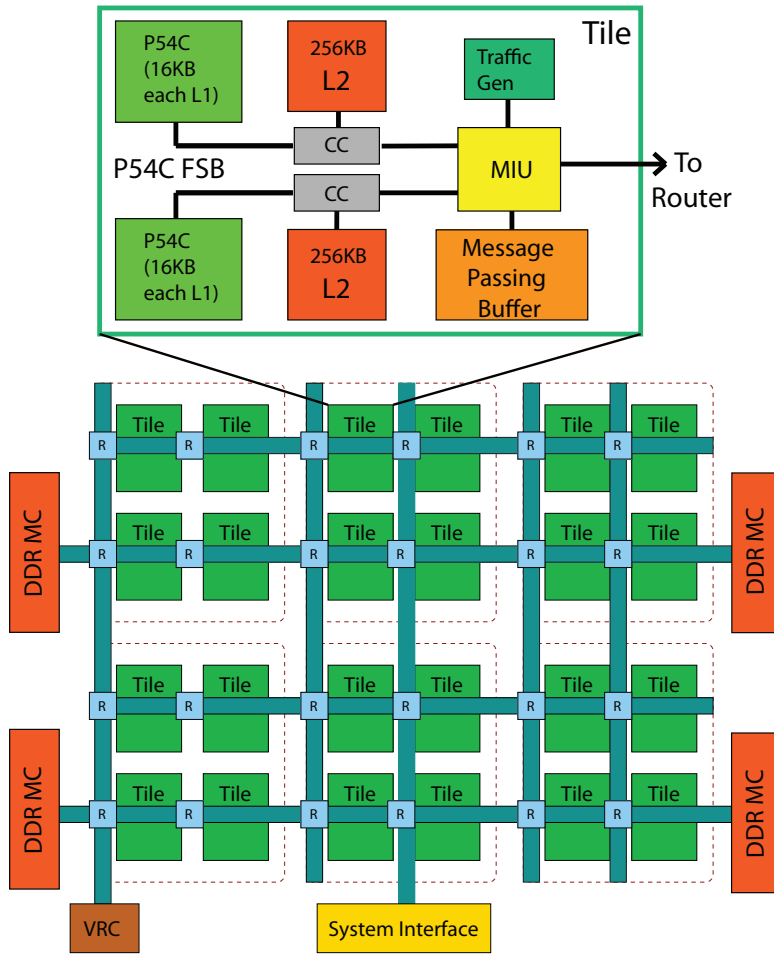 Tile
P54C
(16KB
each L1)
256KB
L2
Traffic
Gen
CC
MIU
To
Router
P54C FSB
CC
P54C
(16KB
each L1)
256KB
L2
Message
Passing
Buffer
Tile Tile Tile Tile Tile Tile
R R R R R R
DDR MC
DDR MC
Tile Tile Tile Tile Tile Tile
R R R R R R
Tile Tile Tile Tile Tile Tile
R R R R R R
DDR MC
DDR MC
Tile Tile Tile Tile Tile Tile
R R R R R R
VRC
System Interface